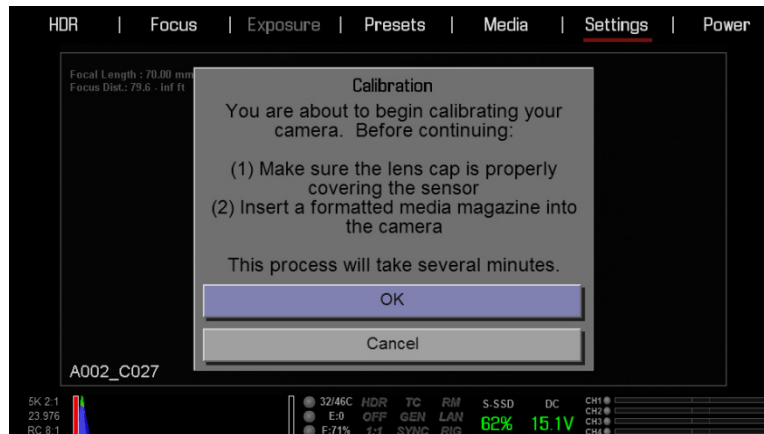 HDR | Focus | Exposure | Presets | Media | Settings | Power
Focal Length : 70.00 mm
Focus Dist.: 79.6 - inf ft
Calibration
You are about to begin calibrating your
camera. Before continuing:
(1) Make sure the lens cap is properly
covering the sensor
(2) Insert a formatted media magazine into
the camera
This process will take several minutes.
OK
Cancel
A002_C027
5K 2:1 32/46C HDR TC RM S-SSD DC CH1
CH2
23.976 E:0 OFF GEN LAN 62% 15.1V CH3
RC 8:1 F:71% 1:1 SYNC RIG CH4